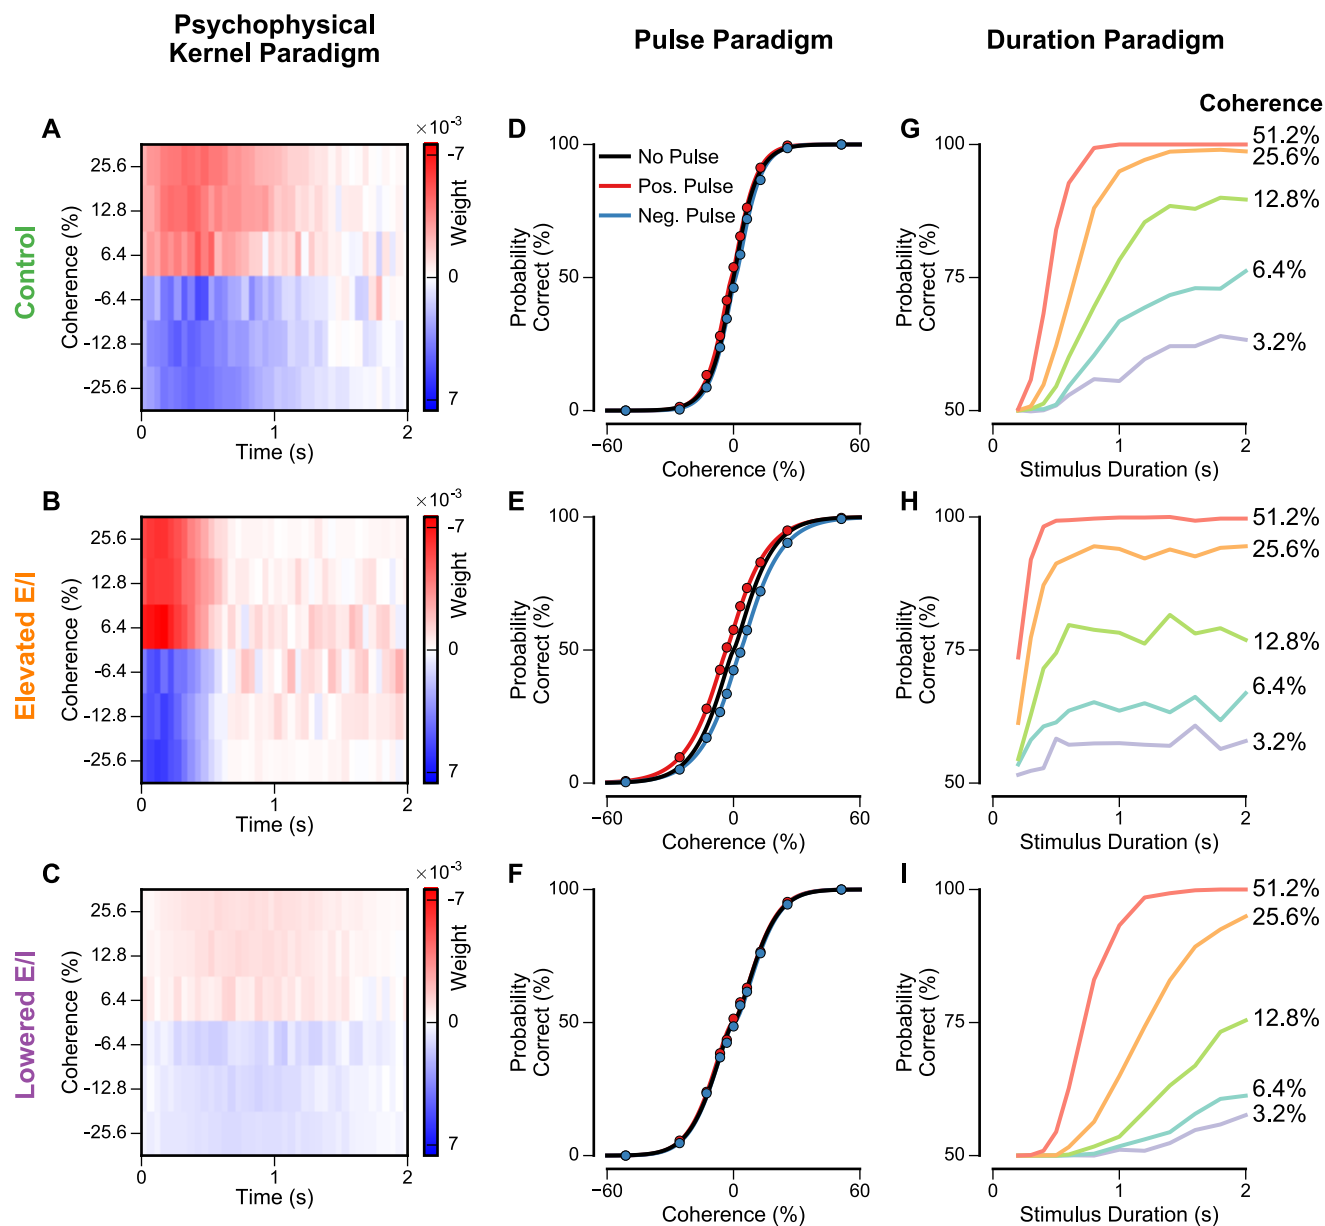 Psychophysical
Kernel Paradigm
Pulse Paradigm
Duration Paradigm
Control
A
Coherence (%)
25.6
12.8
6.4
-6.4
-12.8
-25.6
0
1
2
Time (s)
×10-3
-7
0
7
Weight
D
Probability
Correct (%)
100
50
0
−60
0
60
Coherence (%)
No Pulse
Pos. Pulse
Neg. Pulse
G
Coherence
Probability
Correct (%)
100
75
50
0
1
2
Stimulus Duration (s)
51.2%
25.6%
12.8%
6.4%
3.2%
Elevated E/I
B
Coherence (%)
25.6
12.8
6.4
-6.4
-12.8
-25.6
0
1
2
Time (s)
×10-3
-7
0
7
Weight
E
Probability
Correct (%)
100
50
0
−60
0
60
Coherence (%)
H
Probability
Correct (%)
100
75
50
0
1
2
Stimulus Duration (s)
51.2%
25.6%
12.8%
6.4%
3.2%
Lowered E/I
C
Coherence (%)
25.6
12.8
6.4
-6.4
-12.8
-25.6
0
1
2
Time (s)
×10-3
-7
0
7
Weight
F
Probability
Correct (%)
100
50
0
−60
0
60
Coherence (%)
I
Probability
Correct (%)
100
75
50
0
1
2
Stimulus Duration (s)
51.2%
25.6%
12.8%
6.4%
3.2%